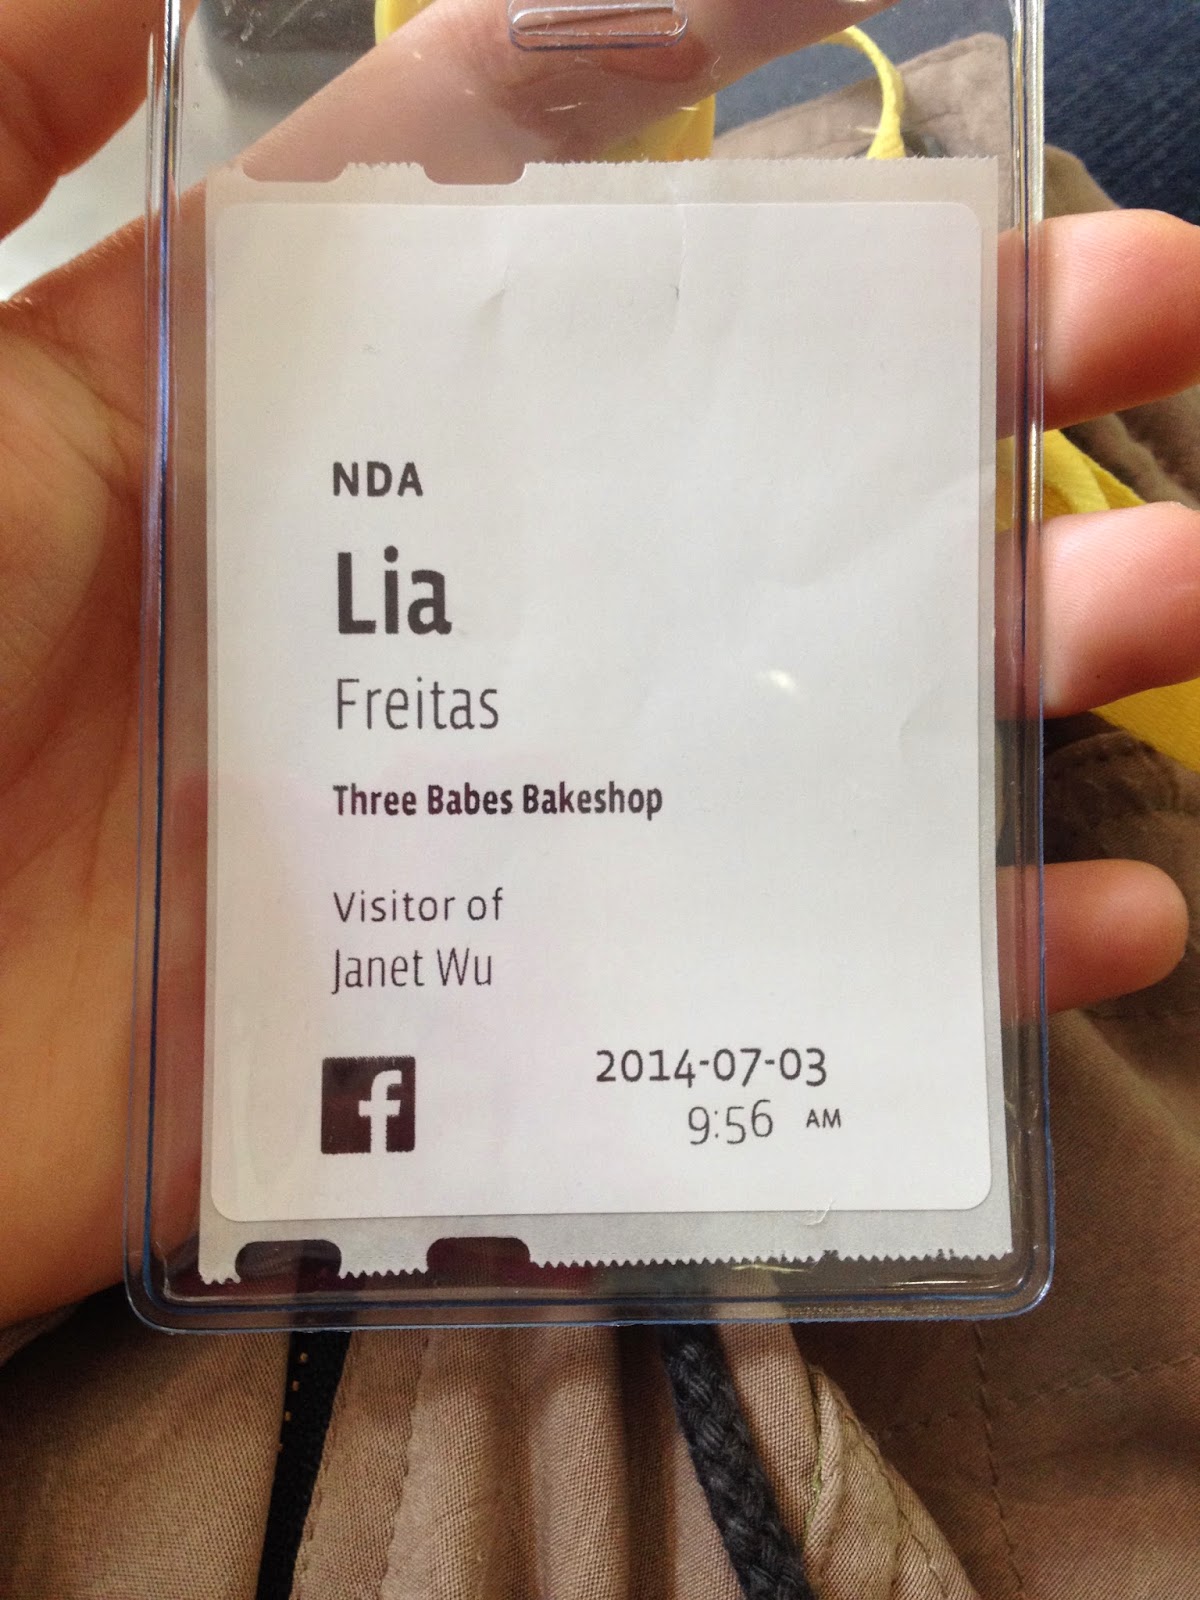 NDA
Lia
Freitas
Three Babes Bakeshop
Visitor of
Janet Wu
f
2014-07-03
9:56 AM